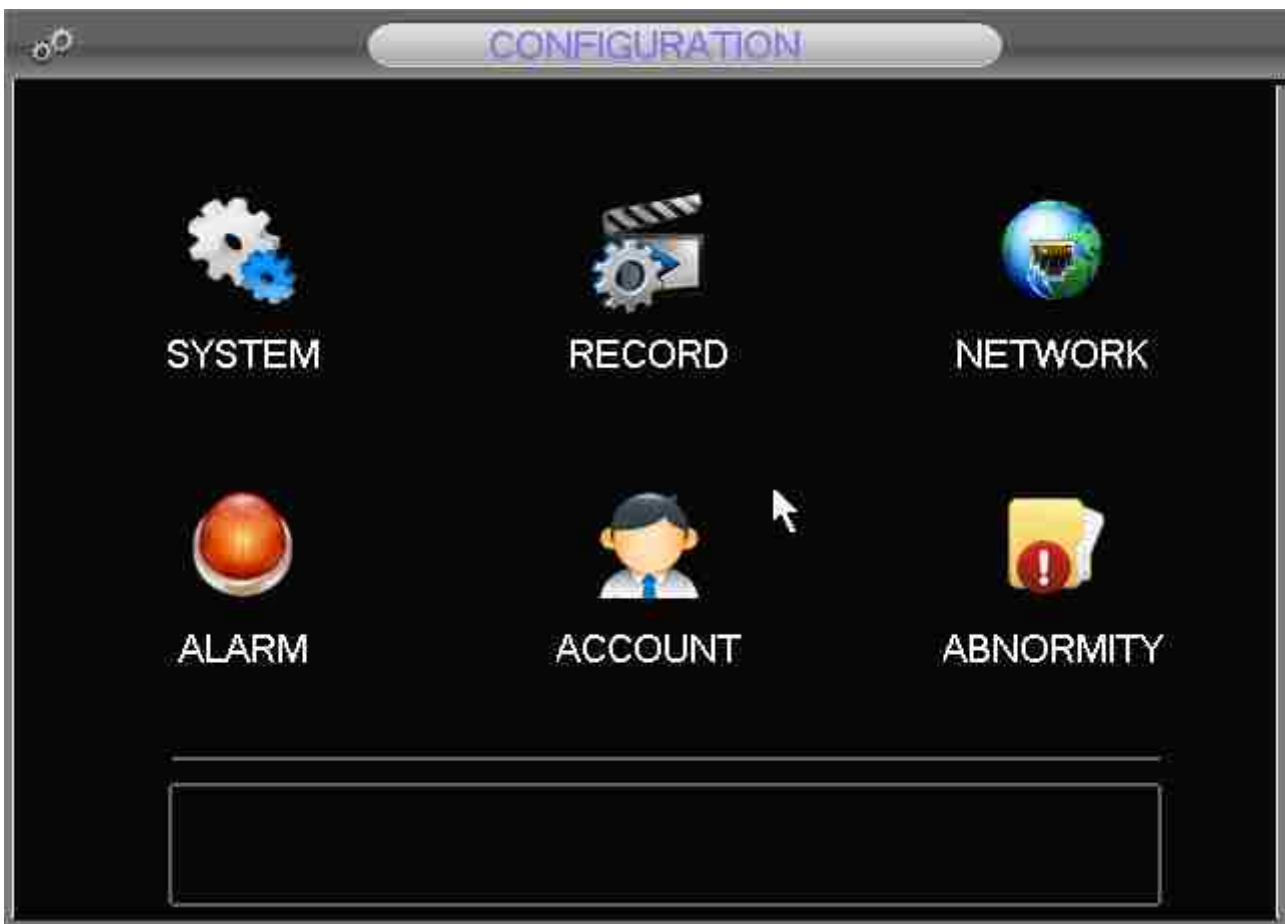 CONFIGURATION
SYSTEM
RECORD
NETWORK
ALARM
ACCOUNT
ABNORMITY